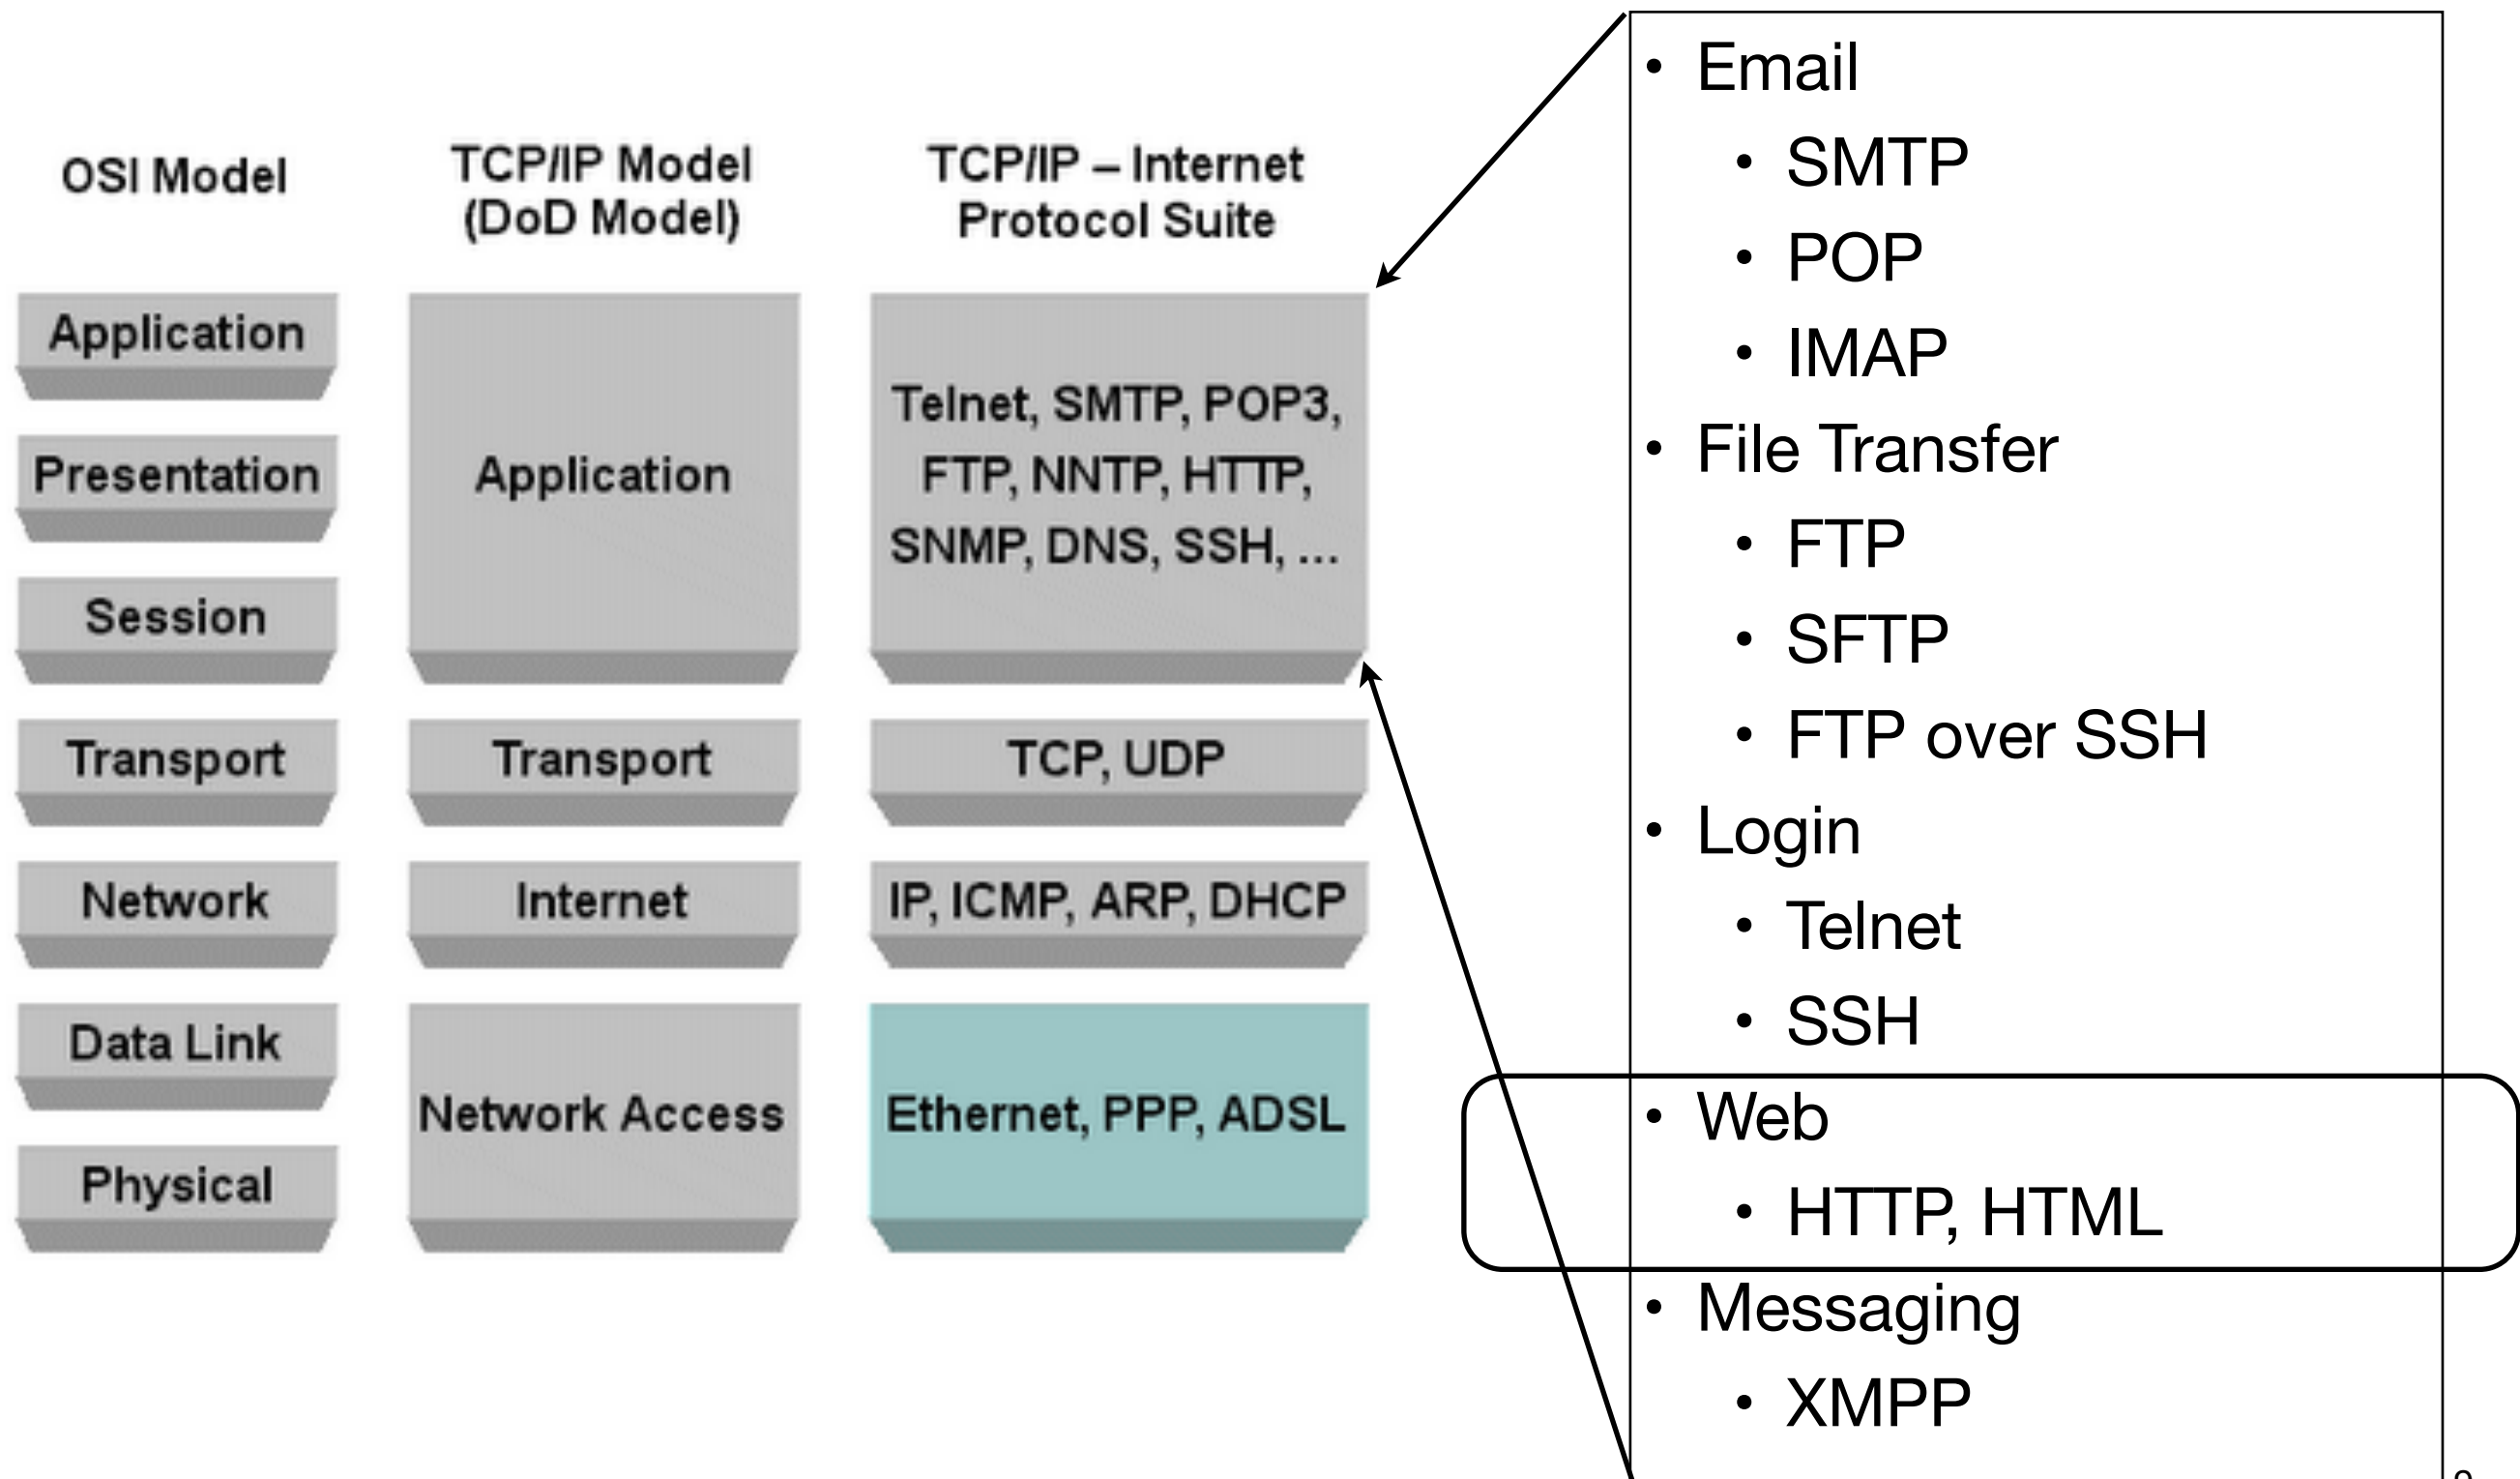 OSI Model
Application
Presentation
Session
Transport
Network
Data Link
Physical
TCP/IP Model
(DoD Model)
Application
Transport
Internet
Network Access
TCP/IP – Internet
Protocol Suite
Telnet, SMTP, POP3,
FTP, NNTP, HTTP,
SNMP, DNS, SSH, ...
TCP, UDP
IP, ICMP, ARP, DHCP
Ethernet, PPP, ADSL
• Email
• SMTP
• POP
• IMAP
• File Transfer
• FTP
• SFTP
• FTP over SSH
• Login
• Telnet
• SSH
• Web
• HTTP, HTML
• Messaging
• XMPP